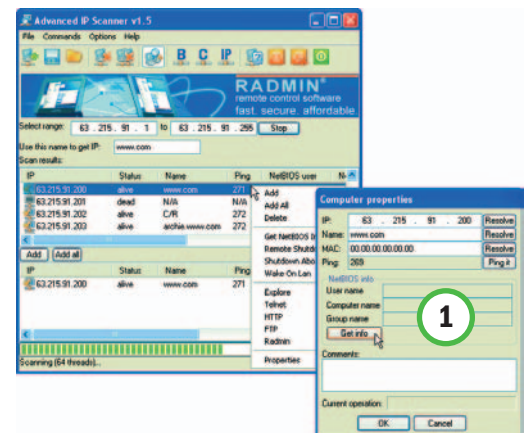 Advanced IP Scanner v1.5
File Commands Options Help
B C IP
RADMIN®
remote control software
fast. secure. affordable
Select range: 63 . 215 . 91 . 1 to 63 . 215 . 91 . 255 Stop
Use this name to get IP: www.com
Scan results:
IP Status Name Ping NetBIOS user
63.215.91.200 alive www.com 271
63.215.91.201 dead N/A N/A
63.215.91.202 alive C/R 272
63.215.91.203 alive archie.www.com 272
Add Add all
IP Status Name Ping
63.215.91.200 alive www.com 271
Scanning (64 threads)...
Add
Add All
Delete
Get NetBIOS
Remote Shutd
Shutdown Abo
Wake-On-Lan
Explore
Telnet
HTTP
FTP
Radmin
Properties
Computer properties
IP: 63 . 215 . 91 . 200 Resolve
Name: www.com Resolve
MAC: 00:00:00:00:00:00 Resolve
Ping: 269 Ping it
NetBIOS info
User name
Computer name
Group name
Get info
1
Comments:
Current operation:
OK Cancel